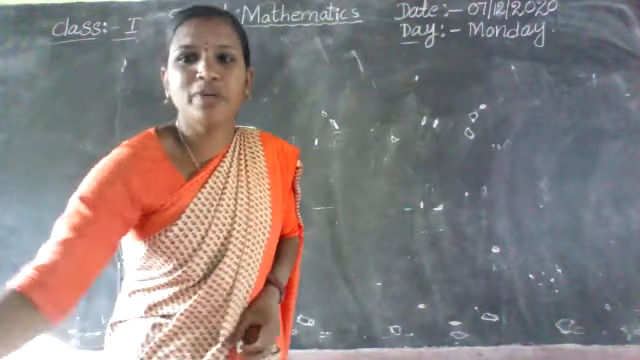 Class:- I
Mathematics
Date:- 07/12/2020
Day:- Monday